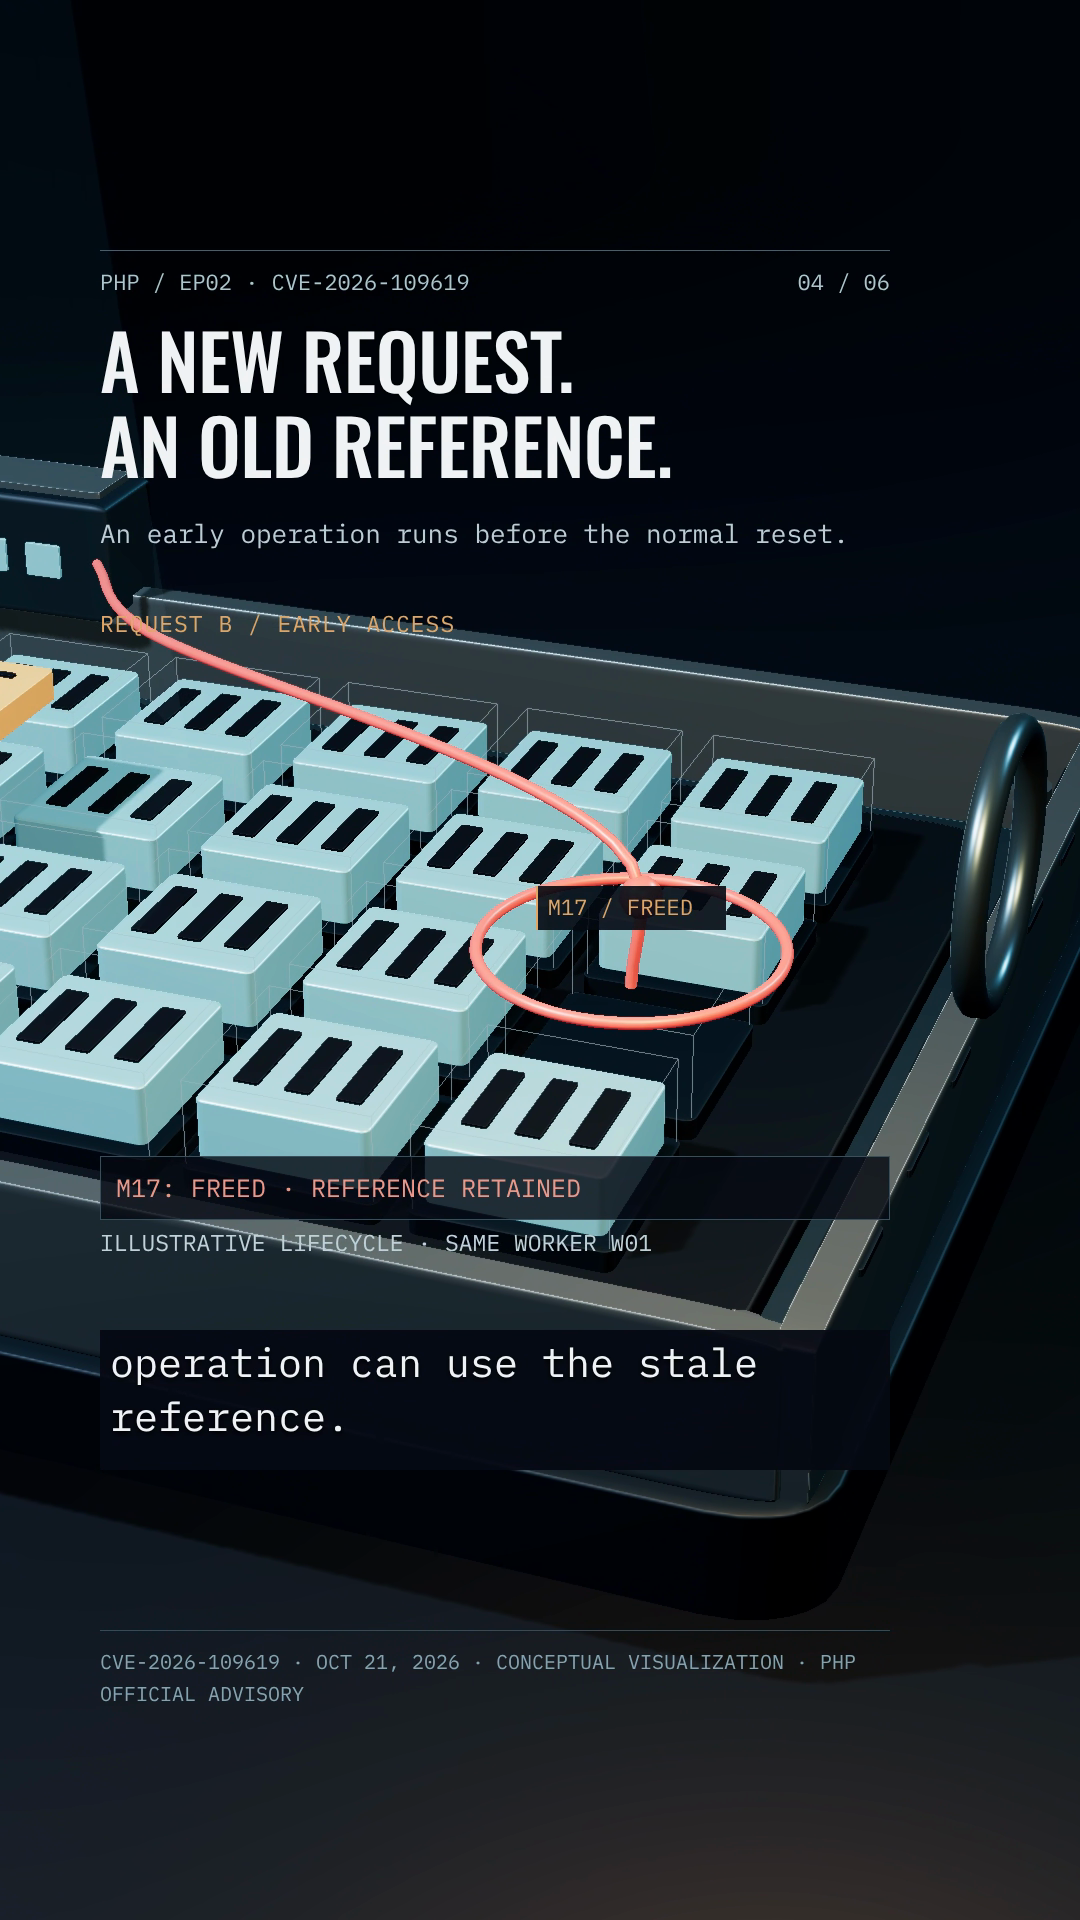 PHP / EP02 · CVE-2026-109619
04 / 06
A NEW REQUEST.
AN OLD REFERENCE.
An early operation runs before the normal reset.
REQUEST B / EARLY ACCESS
M17 / FREED
M17: FREED · REFERENCE RETAINED
ILLUSTRATIVE LIFECYCLE · SAME WORKER W01
operation can use the stale
reference.
CVE-2026-109619 · OCT 21, 2026 · CONCEPTUAL VISUALIZATION · PHP
OFFICIAL ADVISORY